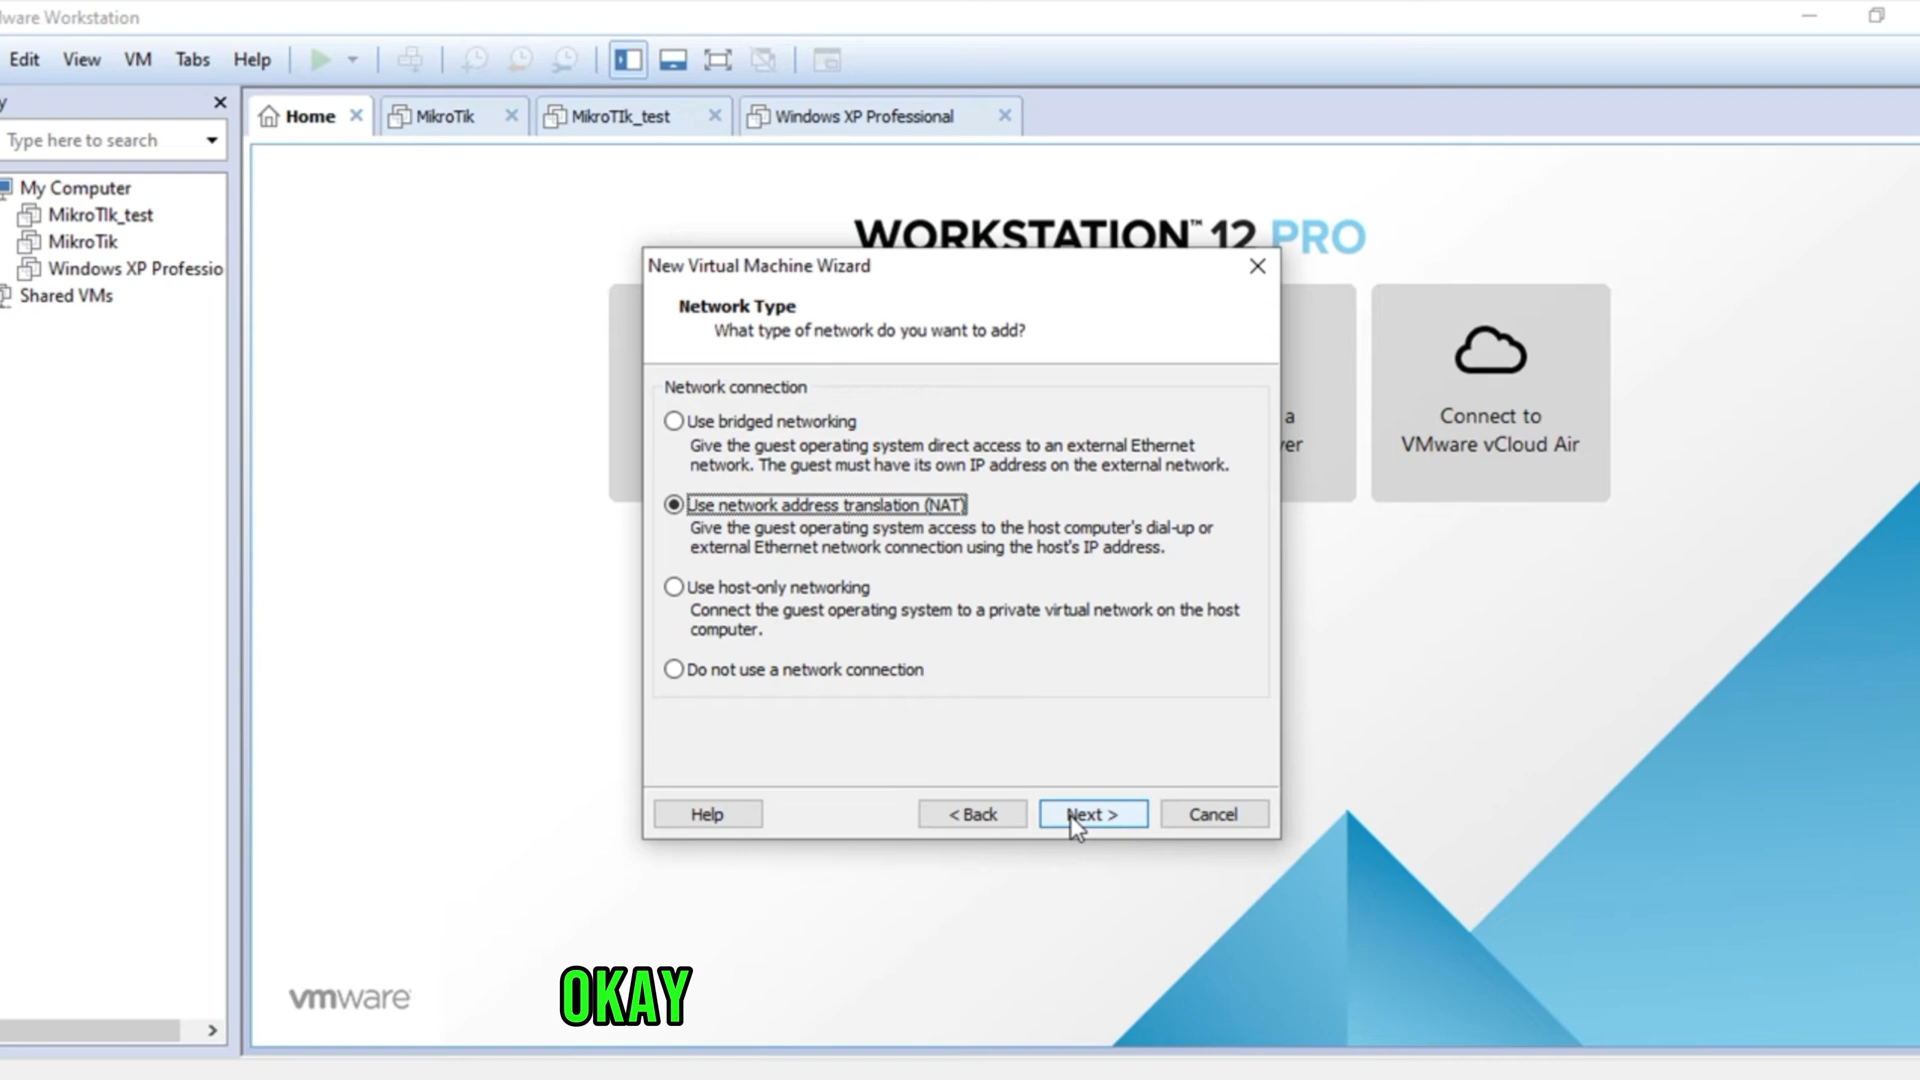 ware Workstation
Edit View VM Tabs Help
y
Type here to search
My Computer
MikroTIk_test
MikroTik
Windows XP Professio
Shared VMs
Home
MikroTik
MikroTIk_test
Windows XP Professional
WORKSTATION™ 12 PRO
New Virtual Machine Wizard
Network Type
What type of network do you want to add?
Network connection
Use bridged networking
Give the guest operating system direct access to an external Ethernet
network. The guest must have its own IP address on the external network.
Use network address translation (NAT)
Give the guest operating system access to the host computer's dial-up or
external Ethernet network connection using the host's IP address.
Use host-only networking
Connect the guest operating system to a private virtual network on the host
computer.
Do not use a network connection
Help
< Back
Next >
Cancel
a
er
Connect to
VMware vCloud Air
vmware
OKAY